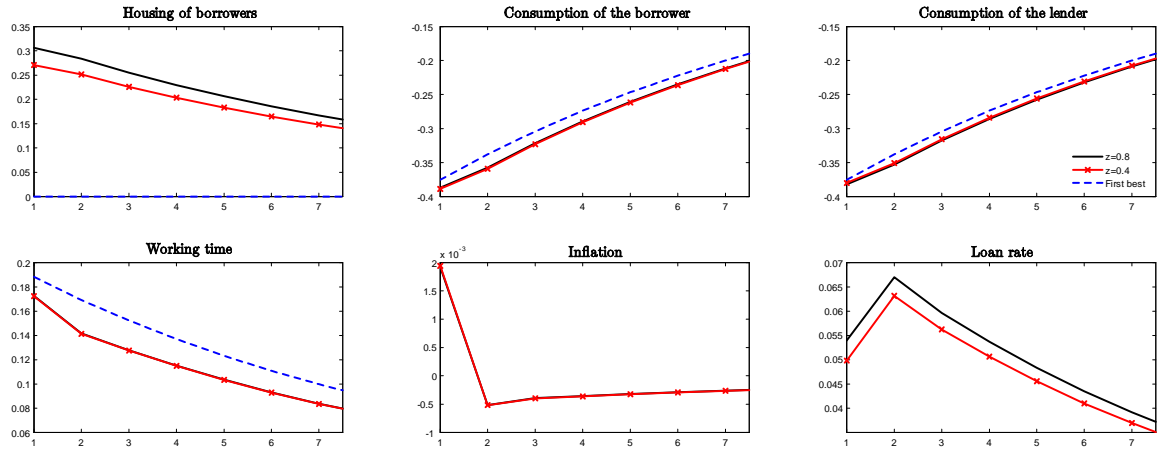 Housing of borrowers
0.35
0.3
0.25
0.2
0.15
0.1
0.05
0
1 2 3 4 5 6 7
Consumption of the borrower
-0.15
-0.2
-0.25
-0.3
-0.35
-0.4
1 2 3 4 5 6 7
Consumption of the lender
-0.15
-0.2
-0.25
-0.3
-0.35
-0.4
1 2 3 4 5 6 7
z=0.8
z=0.4
First best
Working time
0.2
0.18
0.16
0.14
0.12
0.1
0.08
0.06
1 2 3 4 5 6 7
Inflation
x 10^-3
2
1.5
1
0.5
0
-0.5
-1
1 2 3 4 5 6 7
Loan rate
0.07
0.065
0.06
0.055
0.05
0.045
0.04
1 2 3 4 5 6 7